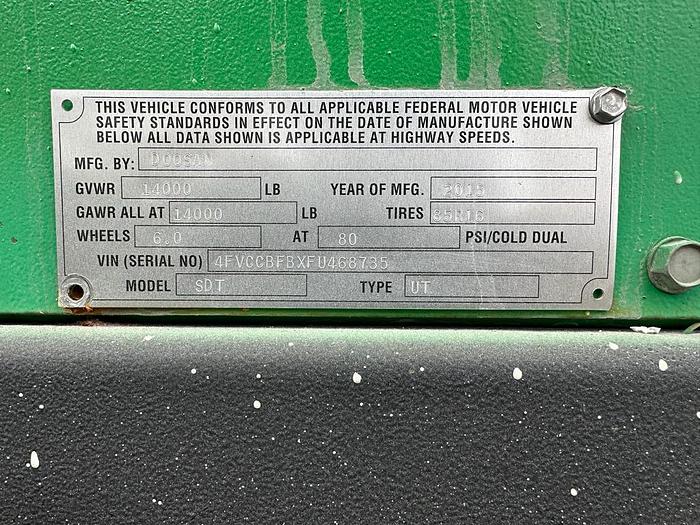 THIS VEHICLE CONFORMS TO ALL APPLICABLE FEDERAL MOTOR VEHICLE
SAFETY STANDARDS IN EFFECT ON THE DATE OF MANUFACTURE SHOWN
BELOW ALL DATA SHOWN IS APPLICABLE AT HIGHWAY SPEEDS.
MFG. BY: DOOSAN
GVWR 14000 LB YEAR OF MFG. 2015
GAWR ALL AT 14000 LB TIRES 85R16
WHEELS 6.0 AT 80 PSI/COLD DUAL
VIN (SERIAL NO) 4FVCCBFBXFU468735
MODEL SDT TYPE UT